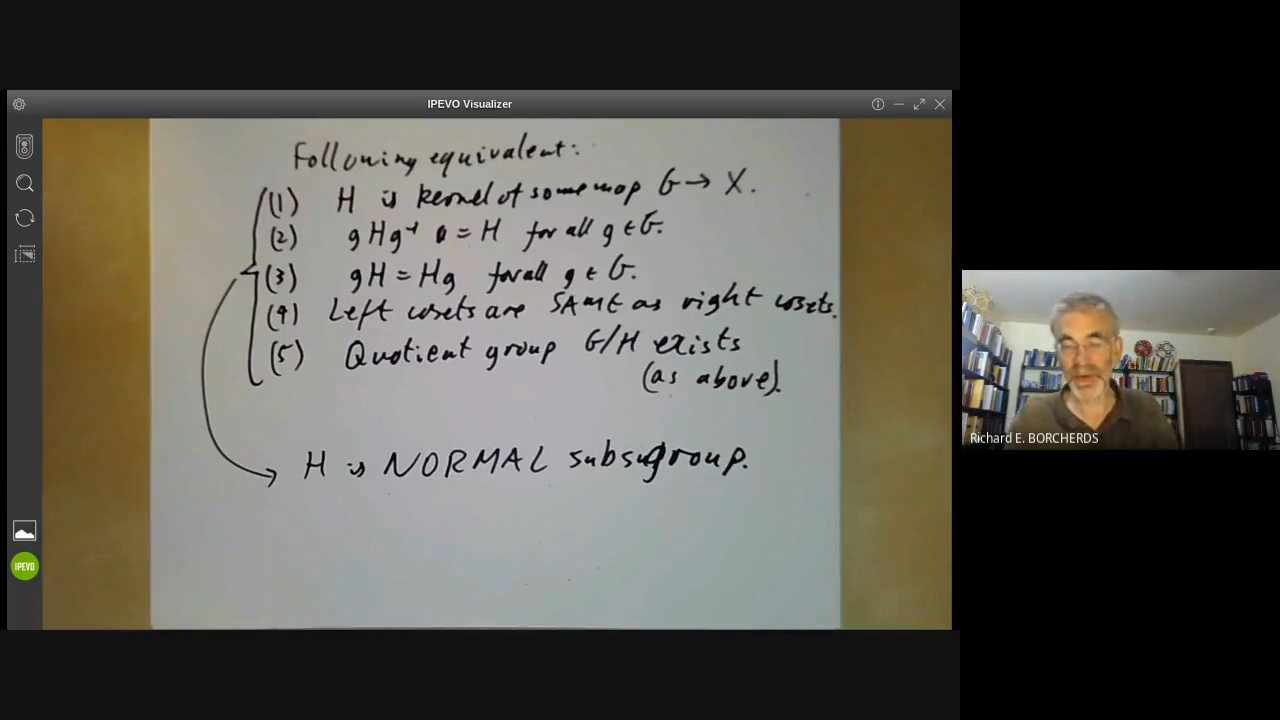 IPEVO Visualizer
Following equivalent:
(1) H is kernel of some map G → X.
(2) gHg⁻¹ = H for all g ∈ G.
(3) gH = Hg for all g ∈ G.
(4) Left cosets are SAME as right cosets.
(5) Quotient group G/H exists
(as above).
H is NORMAL subgroup.
IPEVO
Richard E. BORCHERDS